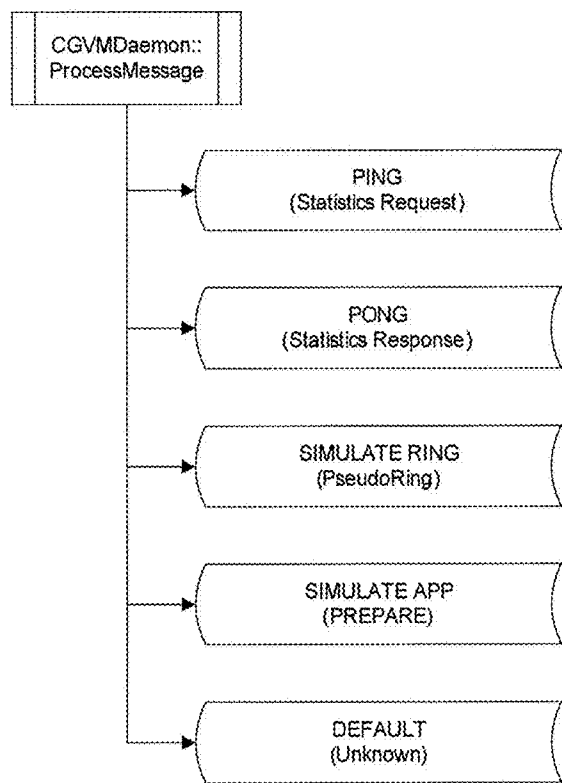 CGVMDaemon::
ProcessMessage
PING
(Statistics Request)
PONG
(Statistics Response)
SIMULATE RING
(PseudoRing)
SIMULATE APP
(PREPARE)
DEFAULT
(Unknown)